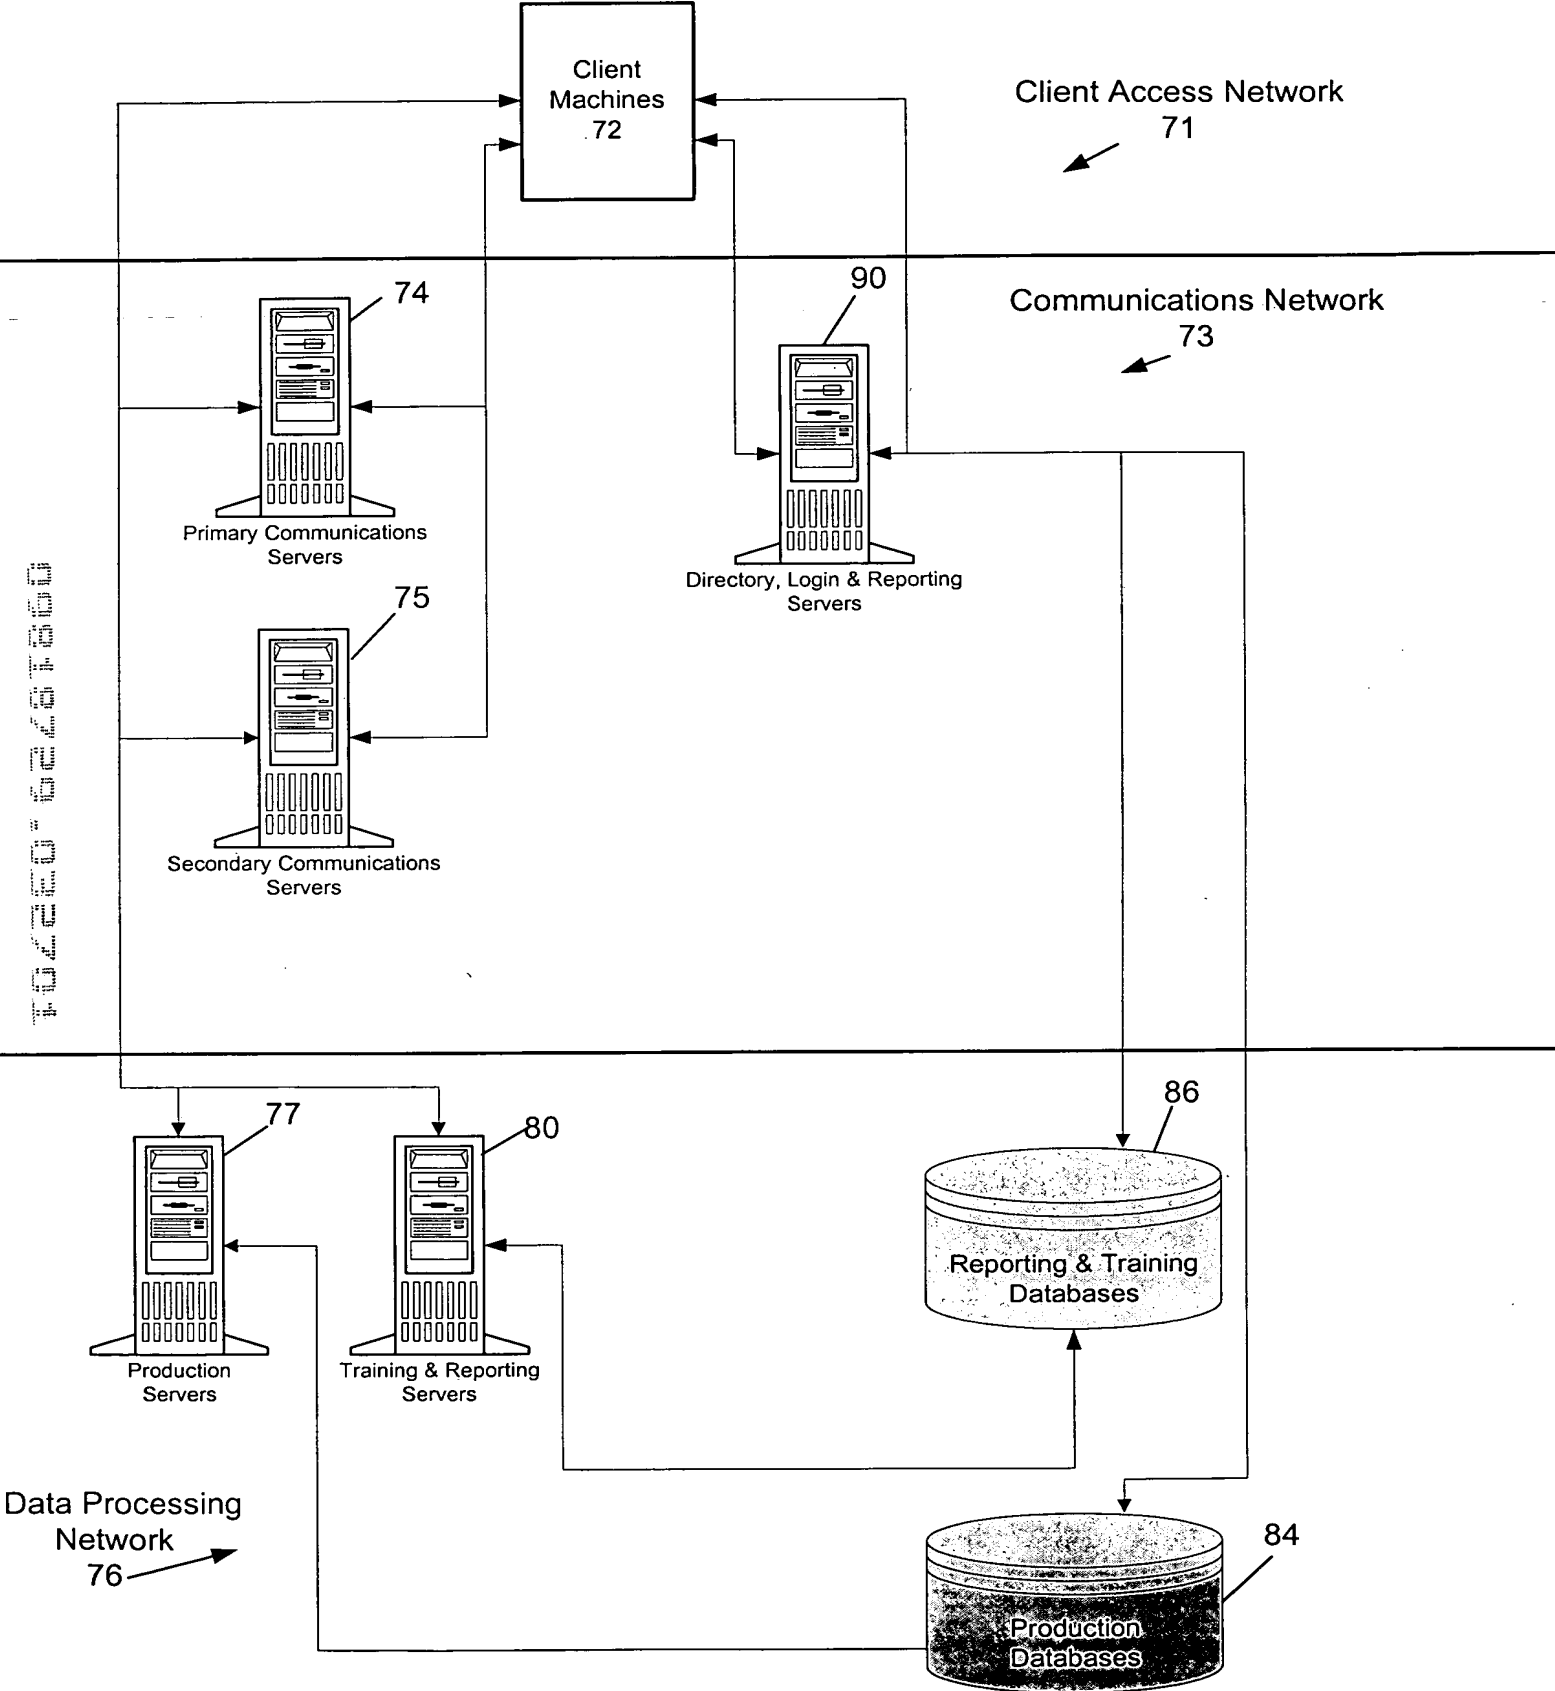 Client
Machines
72
Client Access Network
71
74
90
Communications Network
73
Primary Communications
Servers
Directory, Login & Reporting
Servers
75
Secondary Communications
Servers
09818729.032701
77
80
86
Reporting & Training
Databases
Production
Servers
Training & Reporting
Servers
Data Processing
Network
76
84
Production
Databases